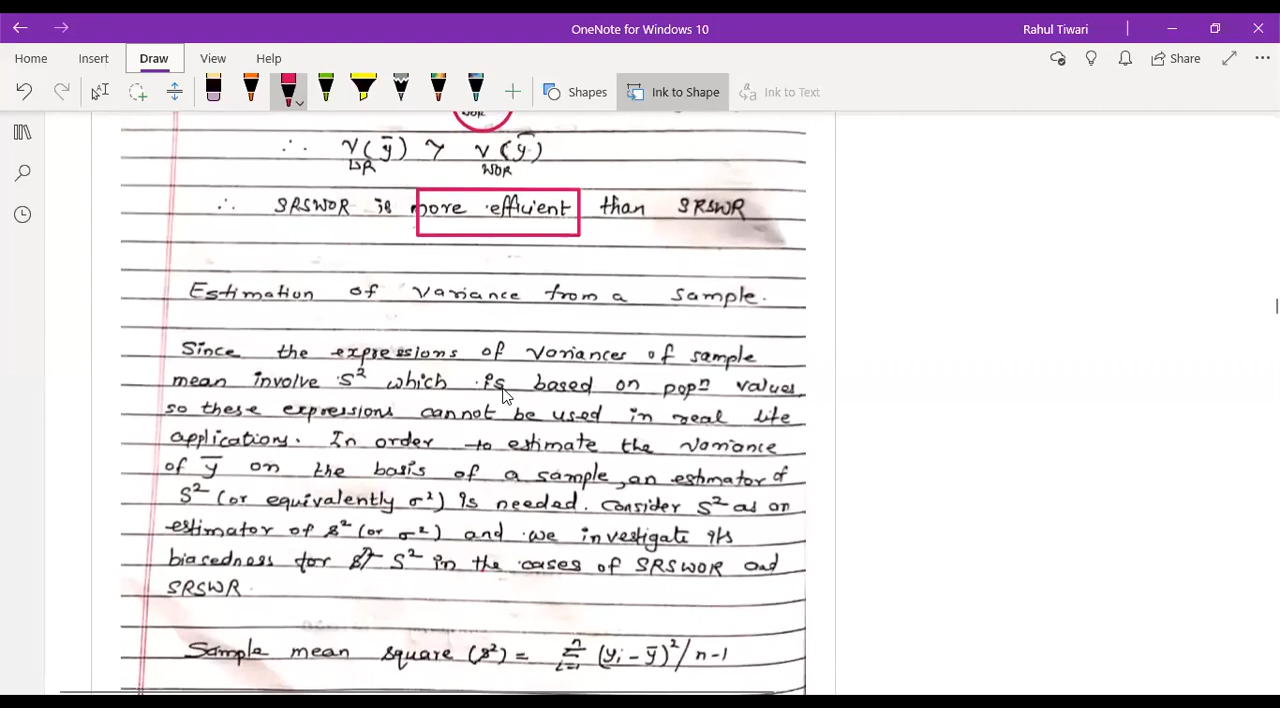 OneNote for Windows 10
Rahul Tiwari
Home Insert Draw View Help
Share
Shapes
Ink to Shape
Ink to Text
WOR
∴ V(ȳ) > V(ȳ)
WR WOR
∴ SRSWOR is more efficient than SRSWR
Estimation of variance from a sample.
Since the expressions of variances of sample
mean involve S² which is based on popⁿ values,
so these expressions cannot be used in real life
applications. In order to estimate the variance
of ȳ on the basis of a sample, an estimator of
S² (or equivalently σ²) is needed. Consider S² as an
estimator of s² (or σ²) and we investigate its
biasedness for S² in the cases of SRSWOR and
SRSWR.
Sample mean square (s²) = n Σ i=1 (yi - ȳ)² / n-1